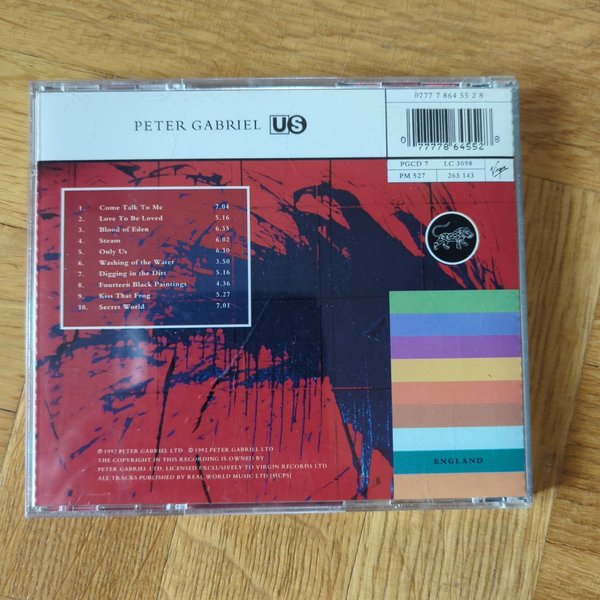 PETER GABRIEL US
0777 7 864 55 2 8
0 77778 64552 8
PGCD 7 LC 3098
PM 527 263 143
Virgin
1. Come Talk To Me 7.04
2. Love To Be Loved 5.16
3. Blood of Eden 6.35
4. Steam 6.02
5. Only Us 6.30
6. Washing of the Water 3.50
7. Digging in the Dirt 5.16
8. Fourteen Black Paintings 4.36
9. Kiss That Frog 5.27
10. Secret World 7.01
℗ 1992 PETER GABRIEL LTD © 1992 PETER GABRIEL LTD
THE COPYRIGHT IN THIS RECORDING IS OWNED BY
PETER GABRIEL LTD, LICENSED EXCLUSIVELY TO VIRGIN RECORDS LTD.
ALL TRACKS PUBLISHED BY REAL WORLD MUSIC LTD (MCPS)
ENGLAND